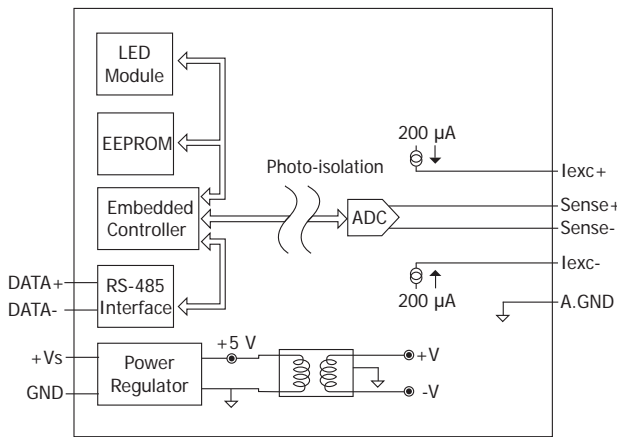 LED
Module
EEPROM
Embedded
Controller
RS-485
Interface
Power
Regulator
Photo-isolation
ADC
200 µA
200 µA
Iexc+
Sense+
Sense-
Iexc-
A.GND
DATA+
DATA-
+Vs
GND
+5 V
+V
-V